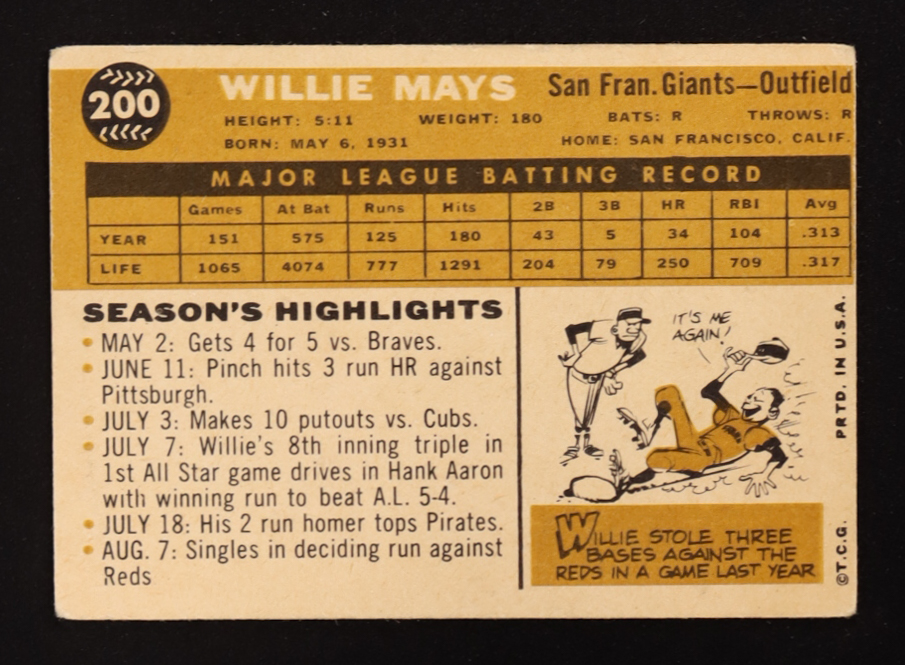 200
WILLIE MAYS San Fran. Giants—Outfield
HEIGHT: 5:11 WEIGHT: 180 BATS: R THROWS: R
BORN: MAY 6, 1931 HOME: SAN FRANCISCO, CALIF.
MAJOR LEAGUE BATTING RECORD
Games At Bat Runs Hits 2B 3B HR RBI Avg
YEAR 151 575 125 180 43 5 34 104 .313
LIFE 1065 4074 777 1291 204 79 250 709 .317
SEASON'S HIGHLIGHTS
• MAY 2: Gets 4 for 5 vs. Braves.
• JUNE 11: Pinch hits 3 run HR against
Pittsburgh.
• JULY 3: Makes 10 putouts vs. Cubs.
• JULY 7: Willie's 8th inning triple in
1st All Star game drives in Hank Aaron
with winning run to beat A.L. 5-4.
• JULY 18: His 2 run homer tops Pirates.
• AUG. 7: Singles in deciding run against
Reds
IT'S ME
AGAIN!
WILLIE STOLE THREE
BASES AGAINST THE
REDS IN A GAME LAST YEAR
©T.C.G. PRTD. IN U.S.A.